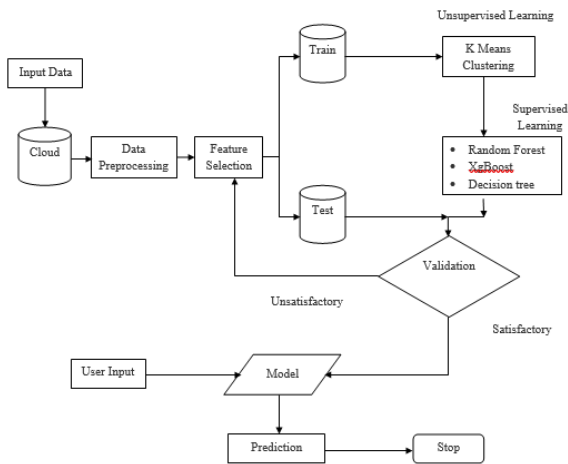 Unsupervised Learning
Train
K Means
Clustering
Input Data
Supervised
Learning
Cloud
Data
Preprocessing
Feature
Selection
• Random Forest
• XgBoost
• Decision tree
Test
Validation
Unsatisfactory
Satisfactory
User Input
Model
Prediction
Stop